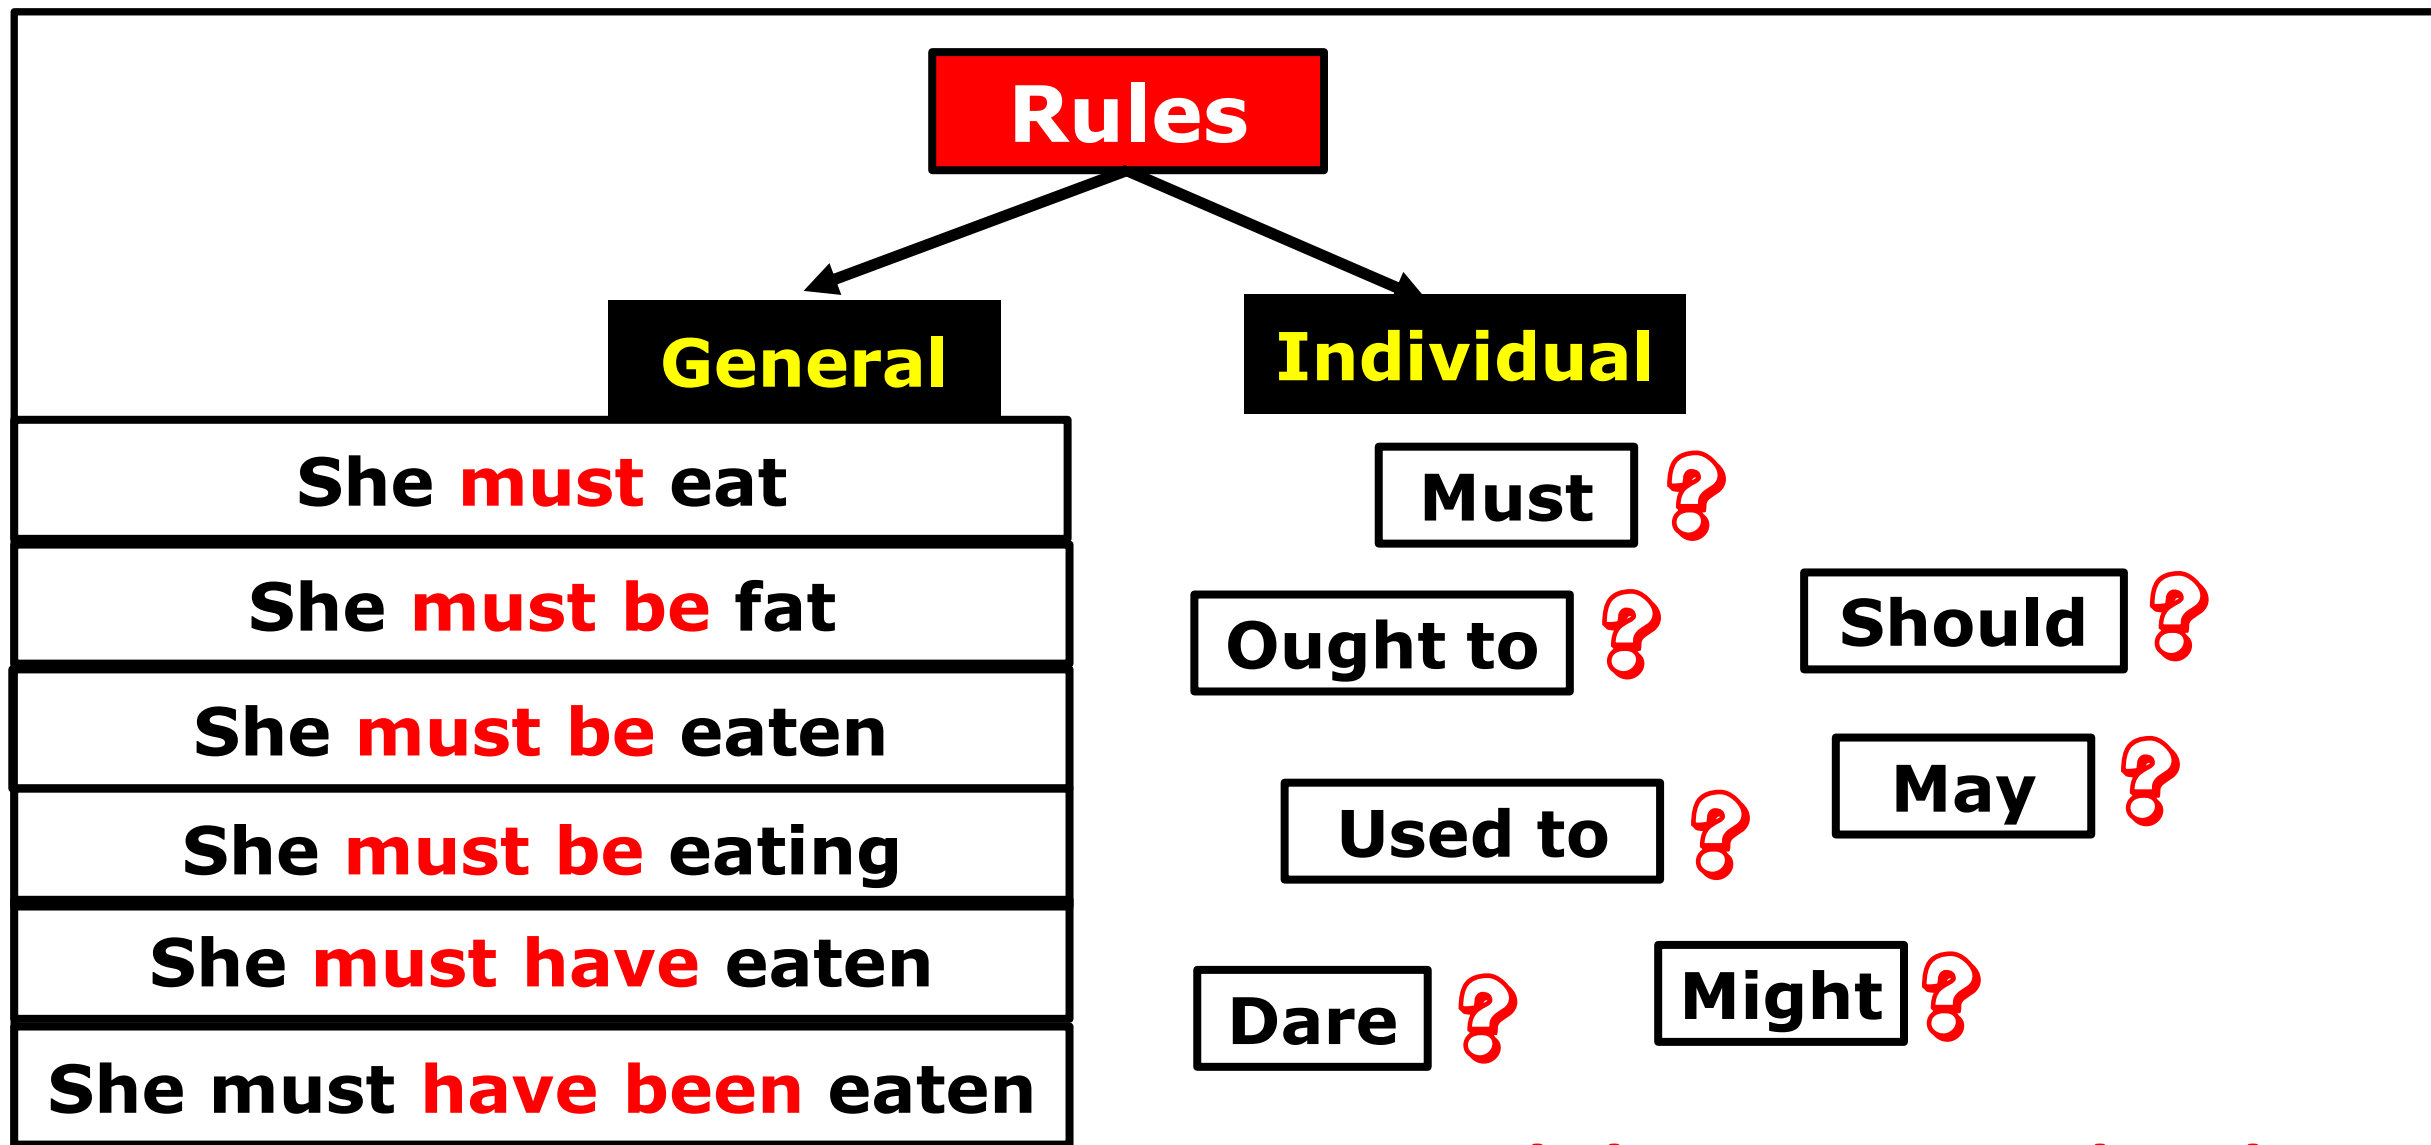 Rules
General
Individual
She must eat
She must be fat
She must be eaten
She must be eating
She must have eaten
She must have been eaten
Must ?
Ought to ?
Should ?
Used to ?
May ?
Dare ?
Might ?